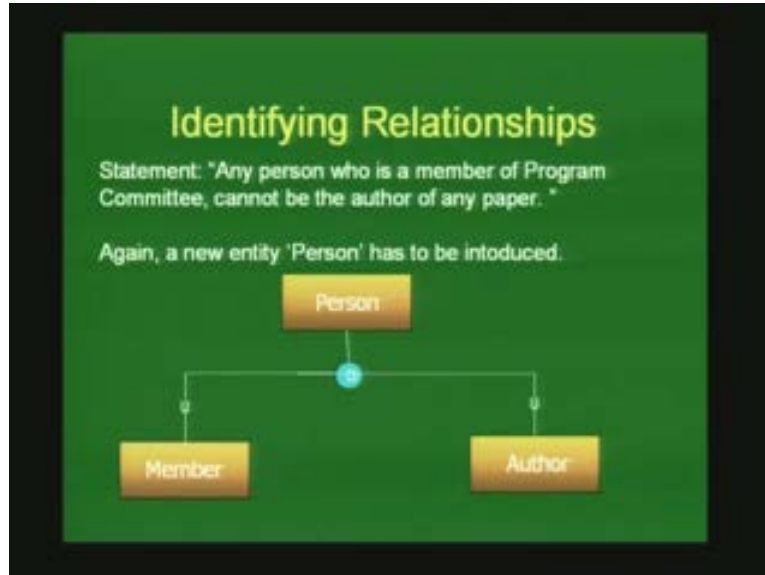 Identifying Relationships
Statement: "Any person who is a member of Program
Committee, cannot be the author of any paper. "
Again, a new entity 'Person' has to be intoduced.
Person
U
U
Member
Author